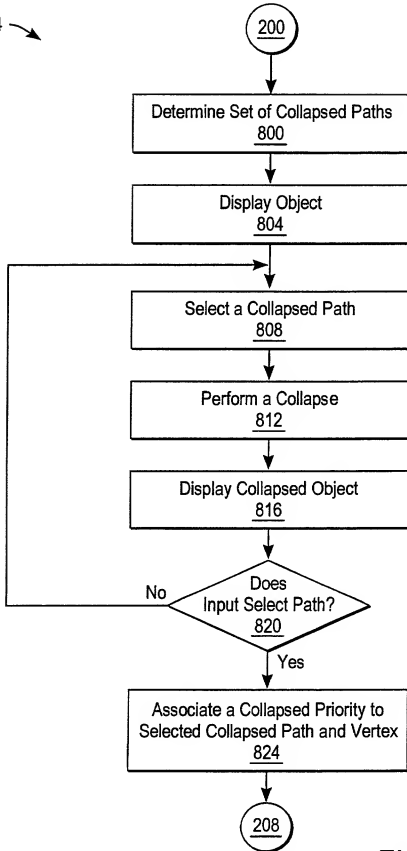 4
200
Determine Set of Collapsed Paths
800
Display Object
804
Select a Collapsed Path
808
Perform a Collapse
812
Display Collapsed Object
816
Does
Input Select Path?
820
No
Yes
Associate a Collapsed Priority to
Selected Collapsed Path and Vertex
824
208